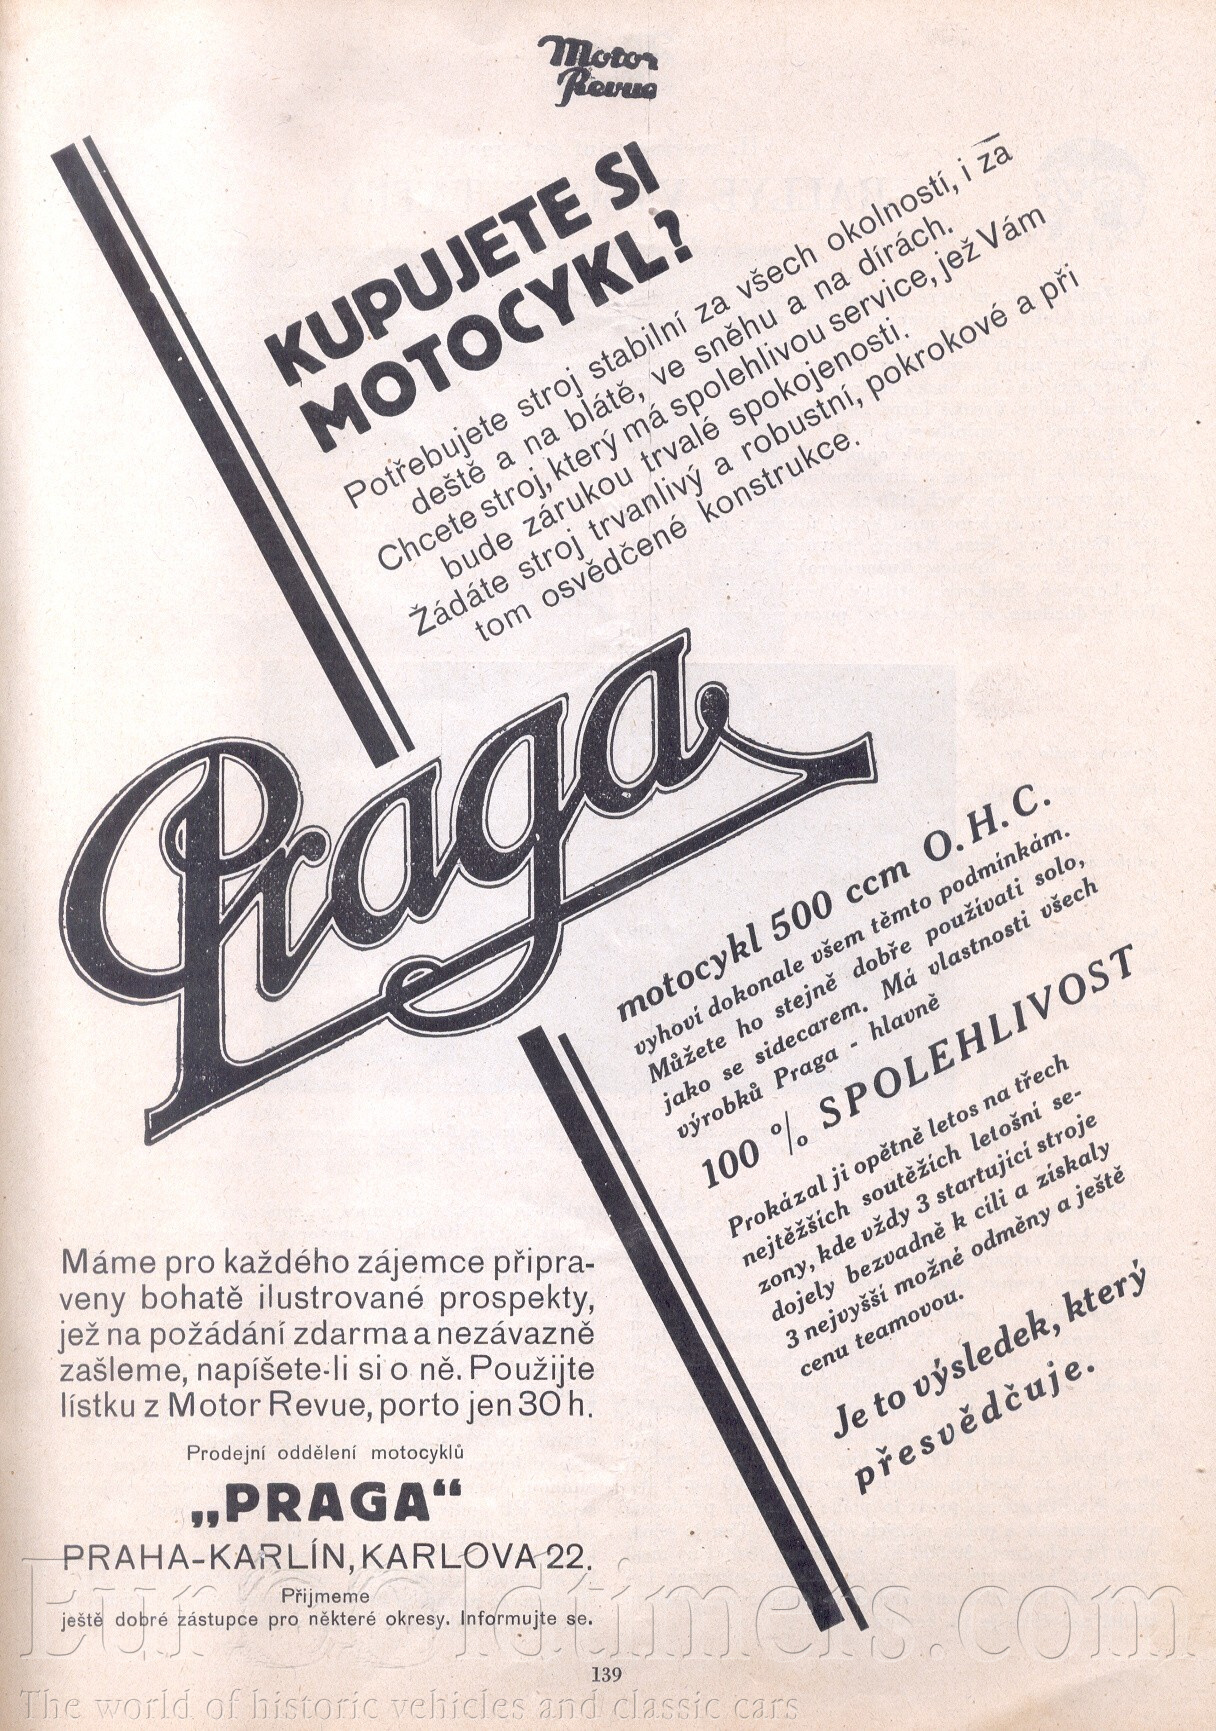 Motor
Revue
KUPUJETE SI
MOTOCYKL?
Potřebujete stroj stabilní za všech okolností, i za
deště a na blátě, ve sněhu a na dírách.
Chcete stroj, který má spolehlivou service, jež Vám
bude zárukou trvalé spokojenosti.
Žádáte stroj trvanlivý a robustní, pokrokové a při
tom osvědčené konstrukce.
Praga
motocykl 500 ccm O.H.C.
vyhoví dokonale všem těmto podmínkám.
Můžete ho stejně dobře používati solo,
jako se sidecarem. Má vlastnosti všech
výrobků Praga - hlavně
100 % SPOLEHLIVOST
Prokázal ji opětně letos na třech
nejtěžších soutěžích letošní se-
zony, kde vždy 3 startující stroje
dojely bezvadně k cíli a získaly
3 nejvyšší možné odměny a ještě
cenu teamovou.
Je to výsledek, který
přesvědčuje.
Máme pro každého zájemce připra-
veny bohatě ilustrované prospekty,
jež na požádání zdarma a nezávazně
zašleme, napíšete-li si o ně. Použijte
lístku z Motor Revue, porto jen 30 h.
Prodejní oddělení motocyklů
„PRAGA“
PRAHA-KARLÍN, KARLOVA 22.
Přijmeme
ještě dobré zástupce pro některé okresy. Informujte se.
Eurooldtimers.com
139
The world of historic vehicles and classic cars